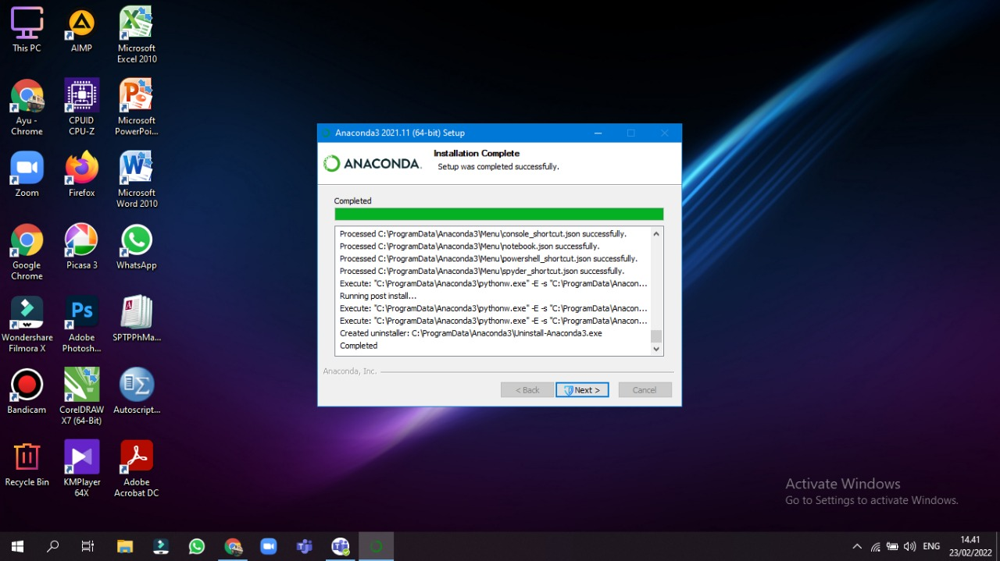 This PC
AIMP
Microsoft
Excel 2010
Ayu -
Chrome
CPUID
CPU-Z
Microsoft
PowerPoi...
Zoom
Firefox
Microsoft
Word 2010
Google
Chrome
Picasa 3
WhatsApp
Wondershare
Filmora X
Adobe
Photosh...
SPTPPhMa...
Bandicam
CorelDRAW
X7 (64-Bit)
Autoscript...
Recycle Bin
KMPlayer
64X
Adobe
Acrobat DC
Anaconda3 2021.11 (64-bit) Setup
ANACONDA.
Installation Complete
Setup was completed successfully.
Completed
Processed C:\ProgramData\Anaconda3\Menu\console_shortcut.json successfully.
Processed C:\ProgramData\Anaconda3\Menu\notebook.json successfully.
Processed C:\ProgramData\Anaconda3\Menu\powershell_shortcut.json successfully.
Processed C:\ProgramData\Anaconda3\Menu\spyder_shortcut.json successfully.
Execute: "C:\ProgramData\Anaconda3\pythonw.exe" -E -s "C:\ProgramData\Anacon...
Running post install...
Execute: "C:\ProgramData\Anaconda3\pythonw.exe" -E -s "C:\ProgramData\Anacon...
Execute: "C:\ProgramData\Anaconda3\pythonw.exe" -E -s "C:\ProgramData\Anacon...
Created uninstaller: C:\ProgramData\Anaconda3\Uninstall-Anaconda3.exe
Completed
Anaconda, Inc.
< Back
Next >
Cancel
Activate Windows
Go to Settings to activate Windows.
ENG
14.41
23/02/2022